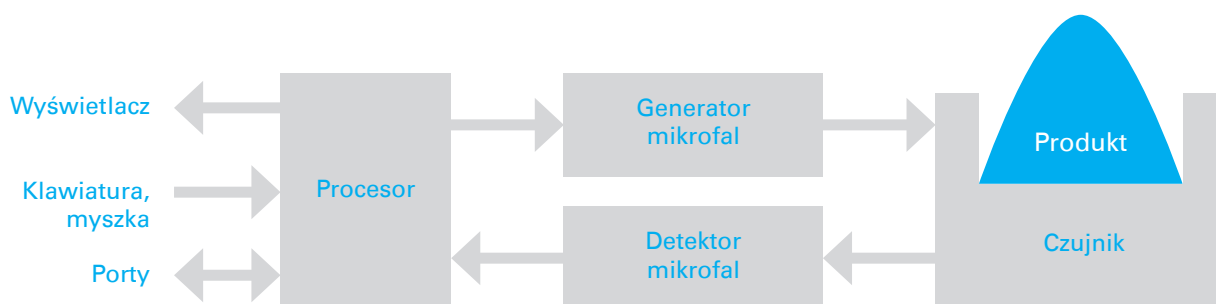 Wyświetlacz
Klawiatura,
myszka
Porty
Procesor
Generator
mikrofal
Detektor
mikrofal
Produkt
Czujnik